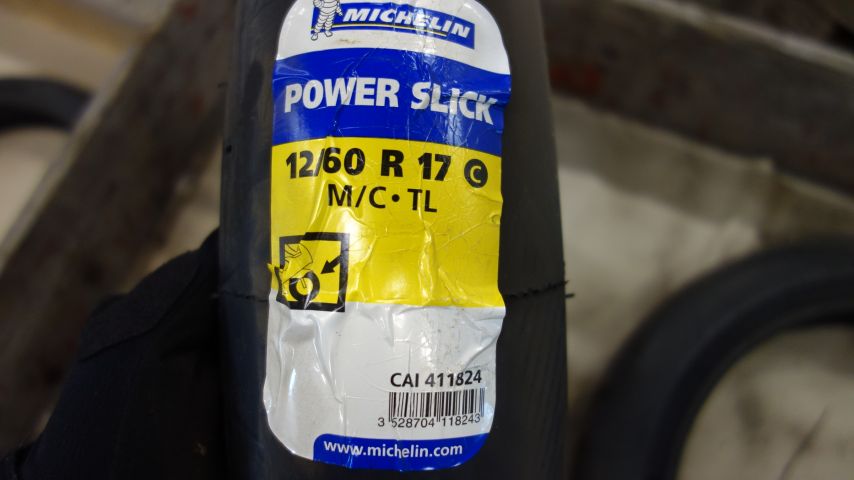 MICHELIN
POWER SLICK
12/60 R 17 C
M/C• TL
CAI 411824
3 528704 118243
www.michelin.com